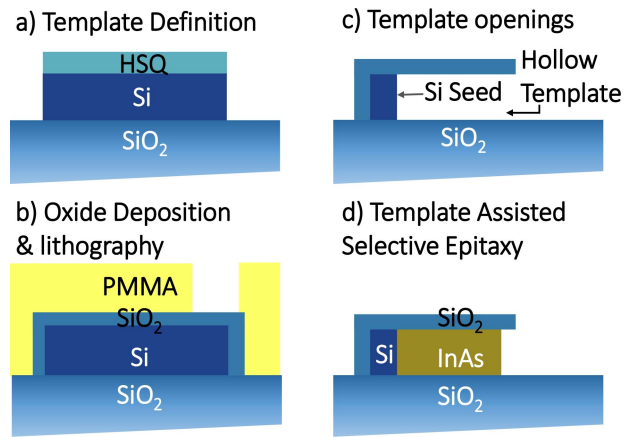 a) Template Definition
HSQ
Si
SiO₂
b) Oxide Deposition
& lithography
PMMA
SiO₂
Si
SiO₂
c) Template openings
Hollow
Si Seed Template
SiO₂
d) Template Assisted
Selective Epitaxy
SiO₂
Si InAs
SiO₂